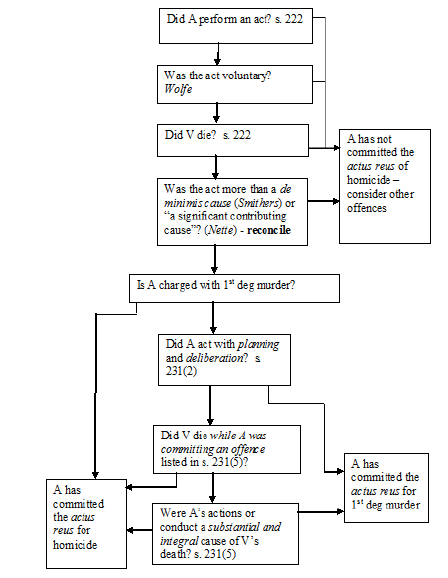 Did A perform an act? s. 222
Was the act voluntary?
Wolfe
Did V die? s. 222
A has not
committed the
actus reus of
homicide –
consider other
offences
Was the act more than a de
minimis cause (Smithers) or
“a significant contributing
cause”? (Nette) - reconcile
Is A charged with 1st deg murder?
Did A act with planning
and deliberation? s.
231(2)
Did V die while A was
committing an offence
listed in s. 231(5)?
A has
committed the
actus reus for
1st deg murder
A has
committed
the actus
reus for
homicide
Were A's actions or
conduct a substantial and
integral cause of V's
death? s. 231(5)